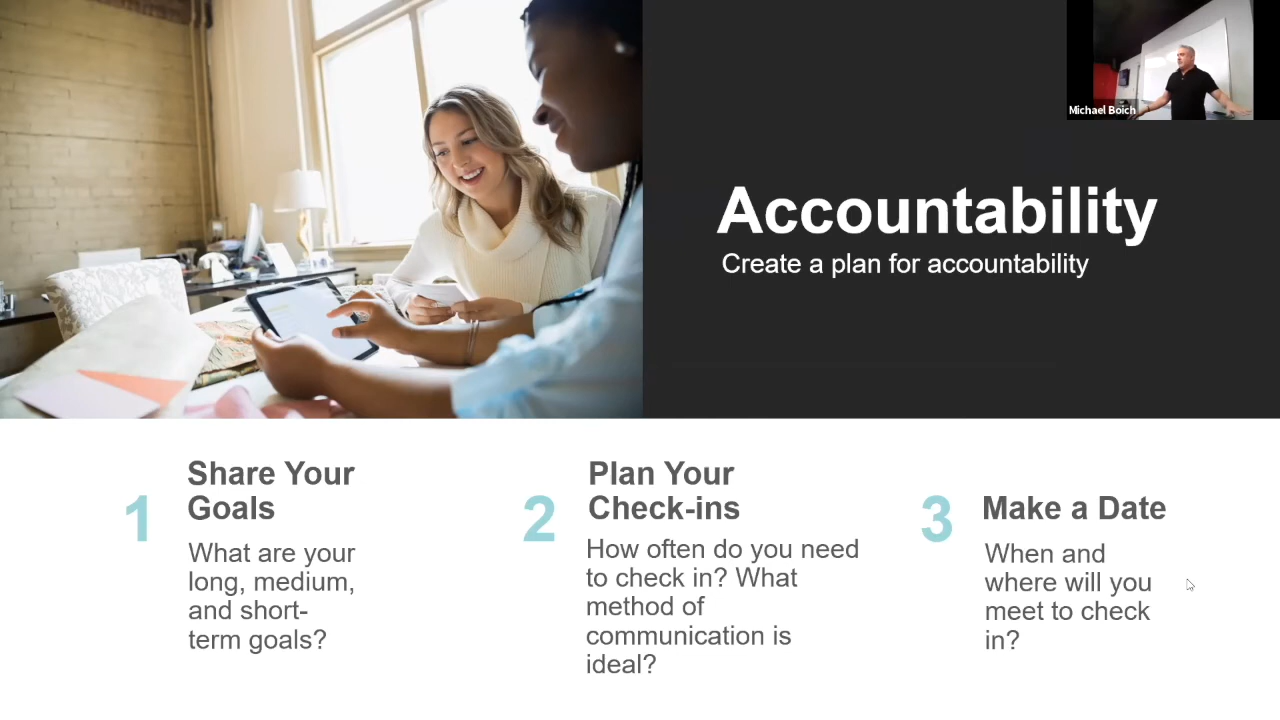 Michael Boich
Accountability
Create a plan for accountability
1
Share Your
Goals
What are your
long, medium,
and short-
term goals?
2
Plan Your
Check-ins
How often do you need
to check in? What
method of
communication is
ideal?
3
Make a Date
When and
where will you
meet to check
in?